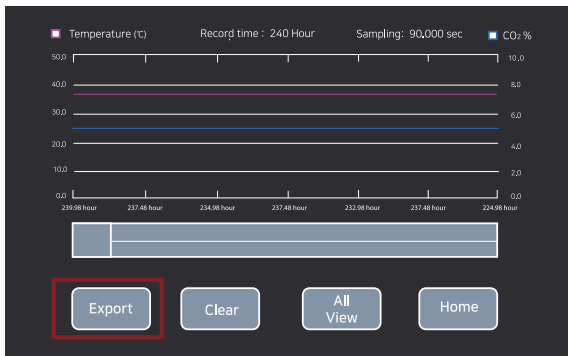 Temperature (℃) Record time : 240 Hour Sampling: 90.000 sec CO₂ %
50.0 10.0
40.0 8.0
30.0 6.0
20.0 4.0
10.0 2.0
0.0 0.0
239.98 hour 237.48 hour 234.98 hour 237.48 hour 232.98 hour 237.48 hour 224.98 hour
Export Clear All View Home